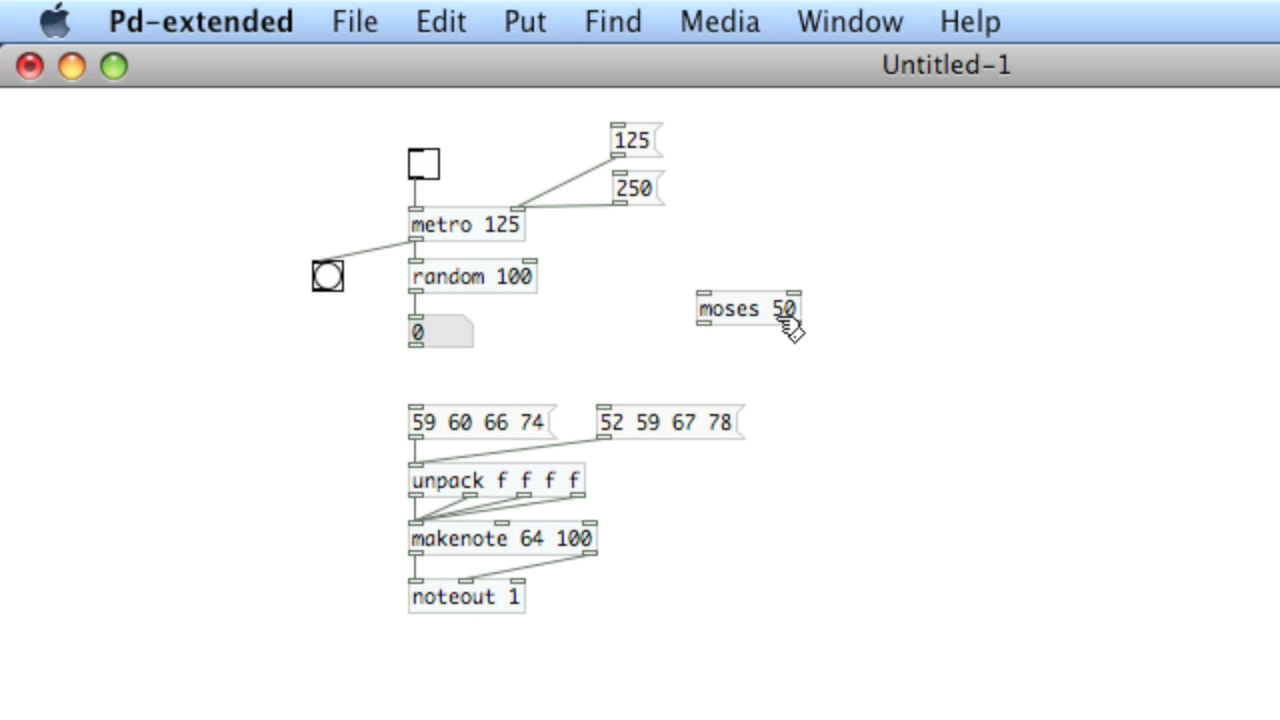 Pd-extended File Edit Put Find Media Window Help
Untitled-1
125
250
metro 125
random 100
moses 50
0
59 60 66 74 52 59 67 78
unpack f f f f
makenote 64 100
noteout 1